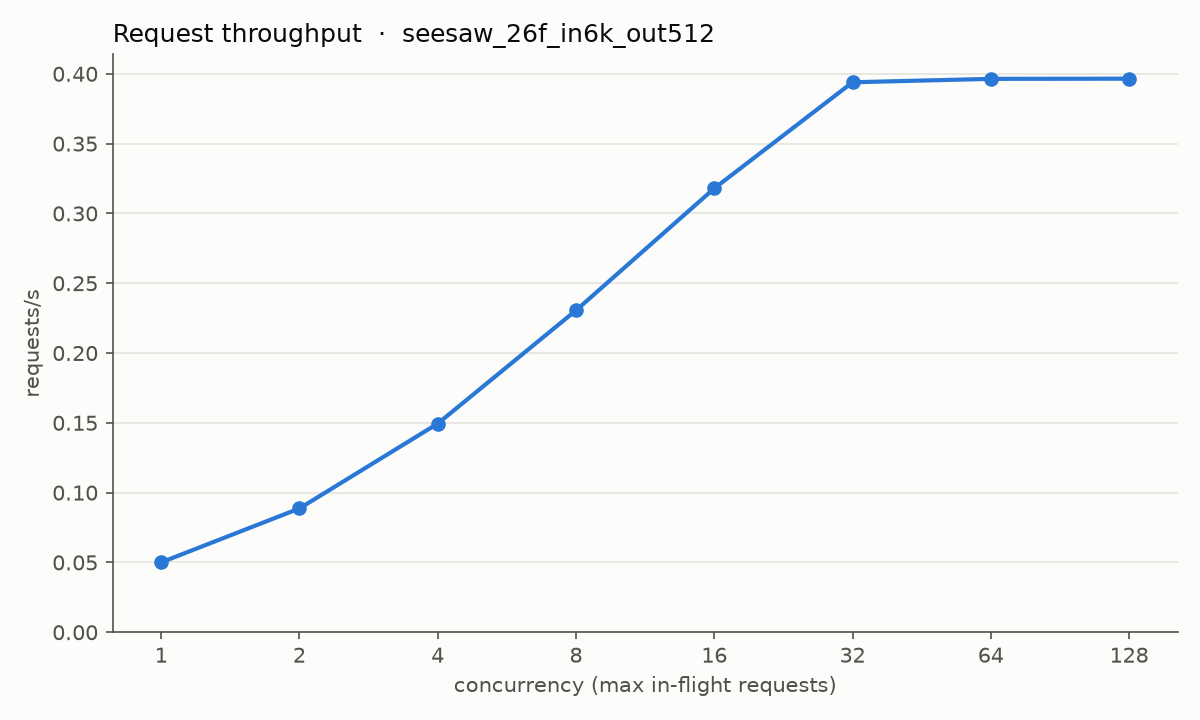 Request throughput · seesaw_26f_in6k_out512
requests/s
0.40
0.35
0.30
0.25
0.20
0.15
0.10
0.05
0.00
1 2 4 8 16 32 64 128
concurrency (max in-flight requests)